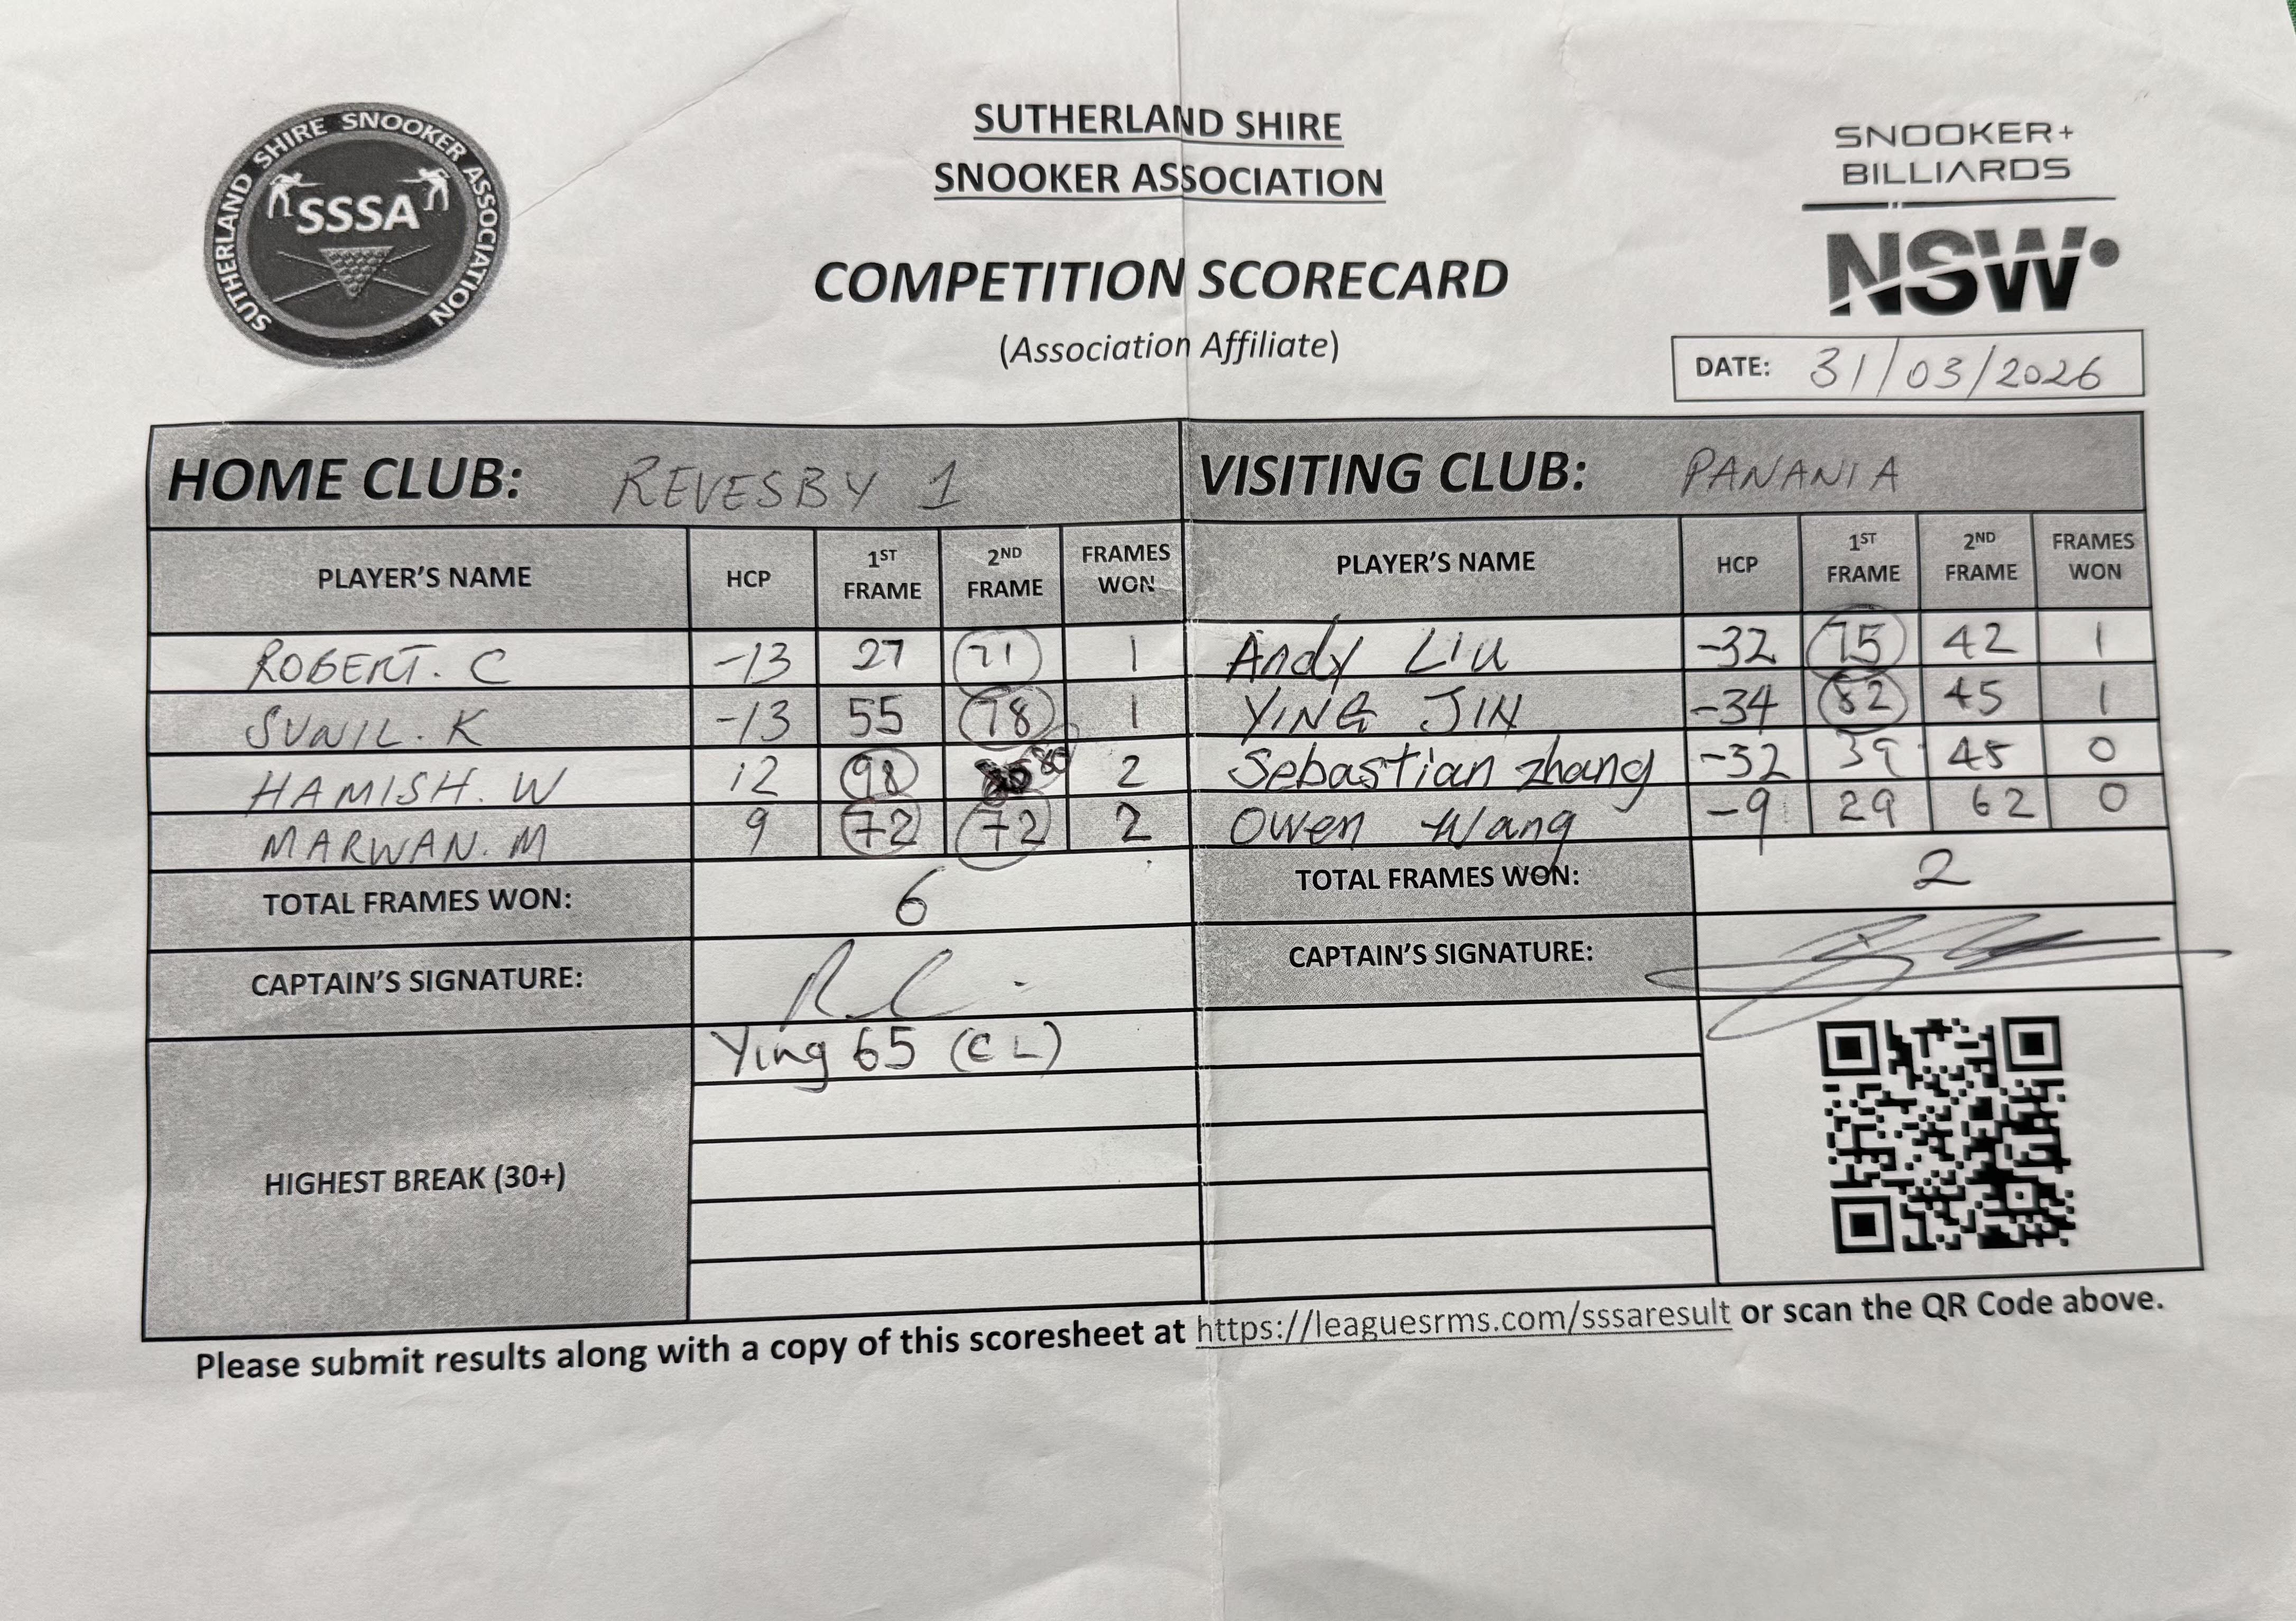 SUTHERLAND SHIRE SNOOKER ASSOCIATION
SSSA
SUTHERLAND SHIRE
SNOOKER ASSOCIATION
COMPETITION SCORECARD
(Association Affiliate)
SNOOKER+
BILLIARDS
NSW
DATE: 31/03/2026
HOME CLUB: REVESBY 1 VISITING CLUB: PANANIA
PLAYER'S NAME HCP 1ST FRAME 2ND FRAME FRAMES WON PLAYER'S NAME HCP 1ST FRAME 2ND FRAME FRAMES WON
ROBERT. C -13 27 71 1 Andy Liu -32 75 42 1
SUNIL. K -13 55 78 1 YING JIN -34 82 45 1
HAMISH. W 12 98 80 2 Sebastian zhang -32 39 45 0
MARWAN. M 9 72 72 2 Owen Wang -9 29 62 0
TOTAL FRAMES WON: 6 TOTAL FRAMES WON: 2
CAPTAIN'S SIGNATURE: RC. CAPTAIN'S SIGNATURE:
HIGHEST BREAK (30+) Ying 65 (CL)
Please submit results along with a copy of this scoresheet at https://leaguesrms.com/sssaresult or scan the QR Code above.